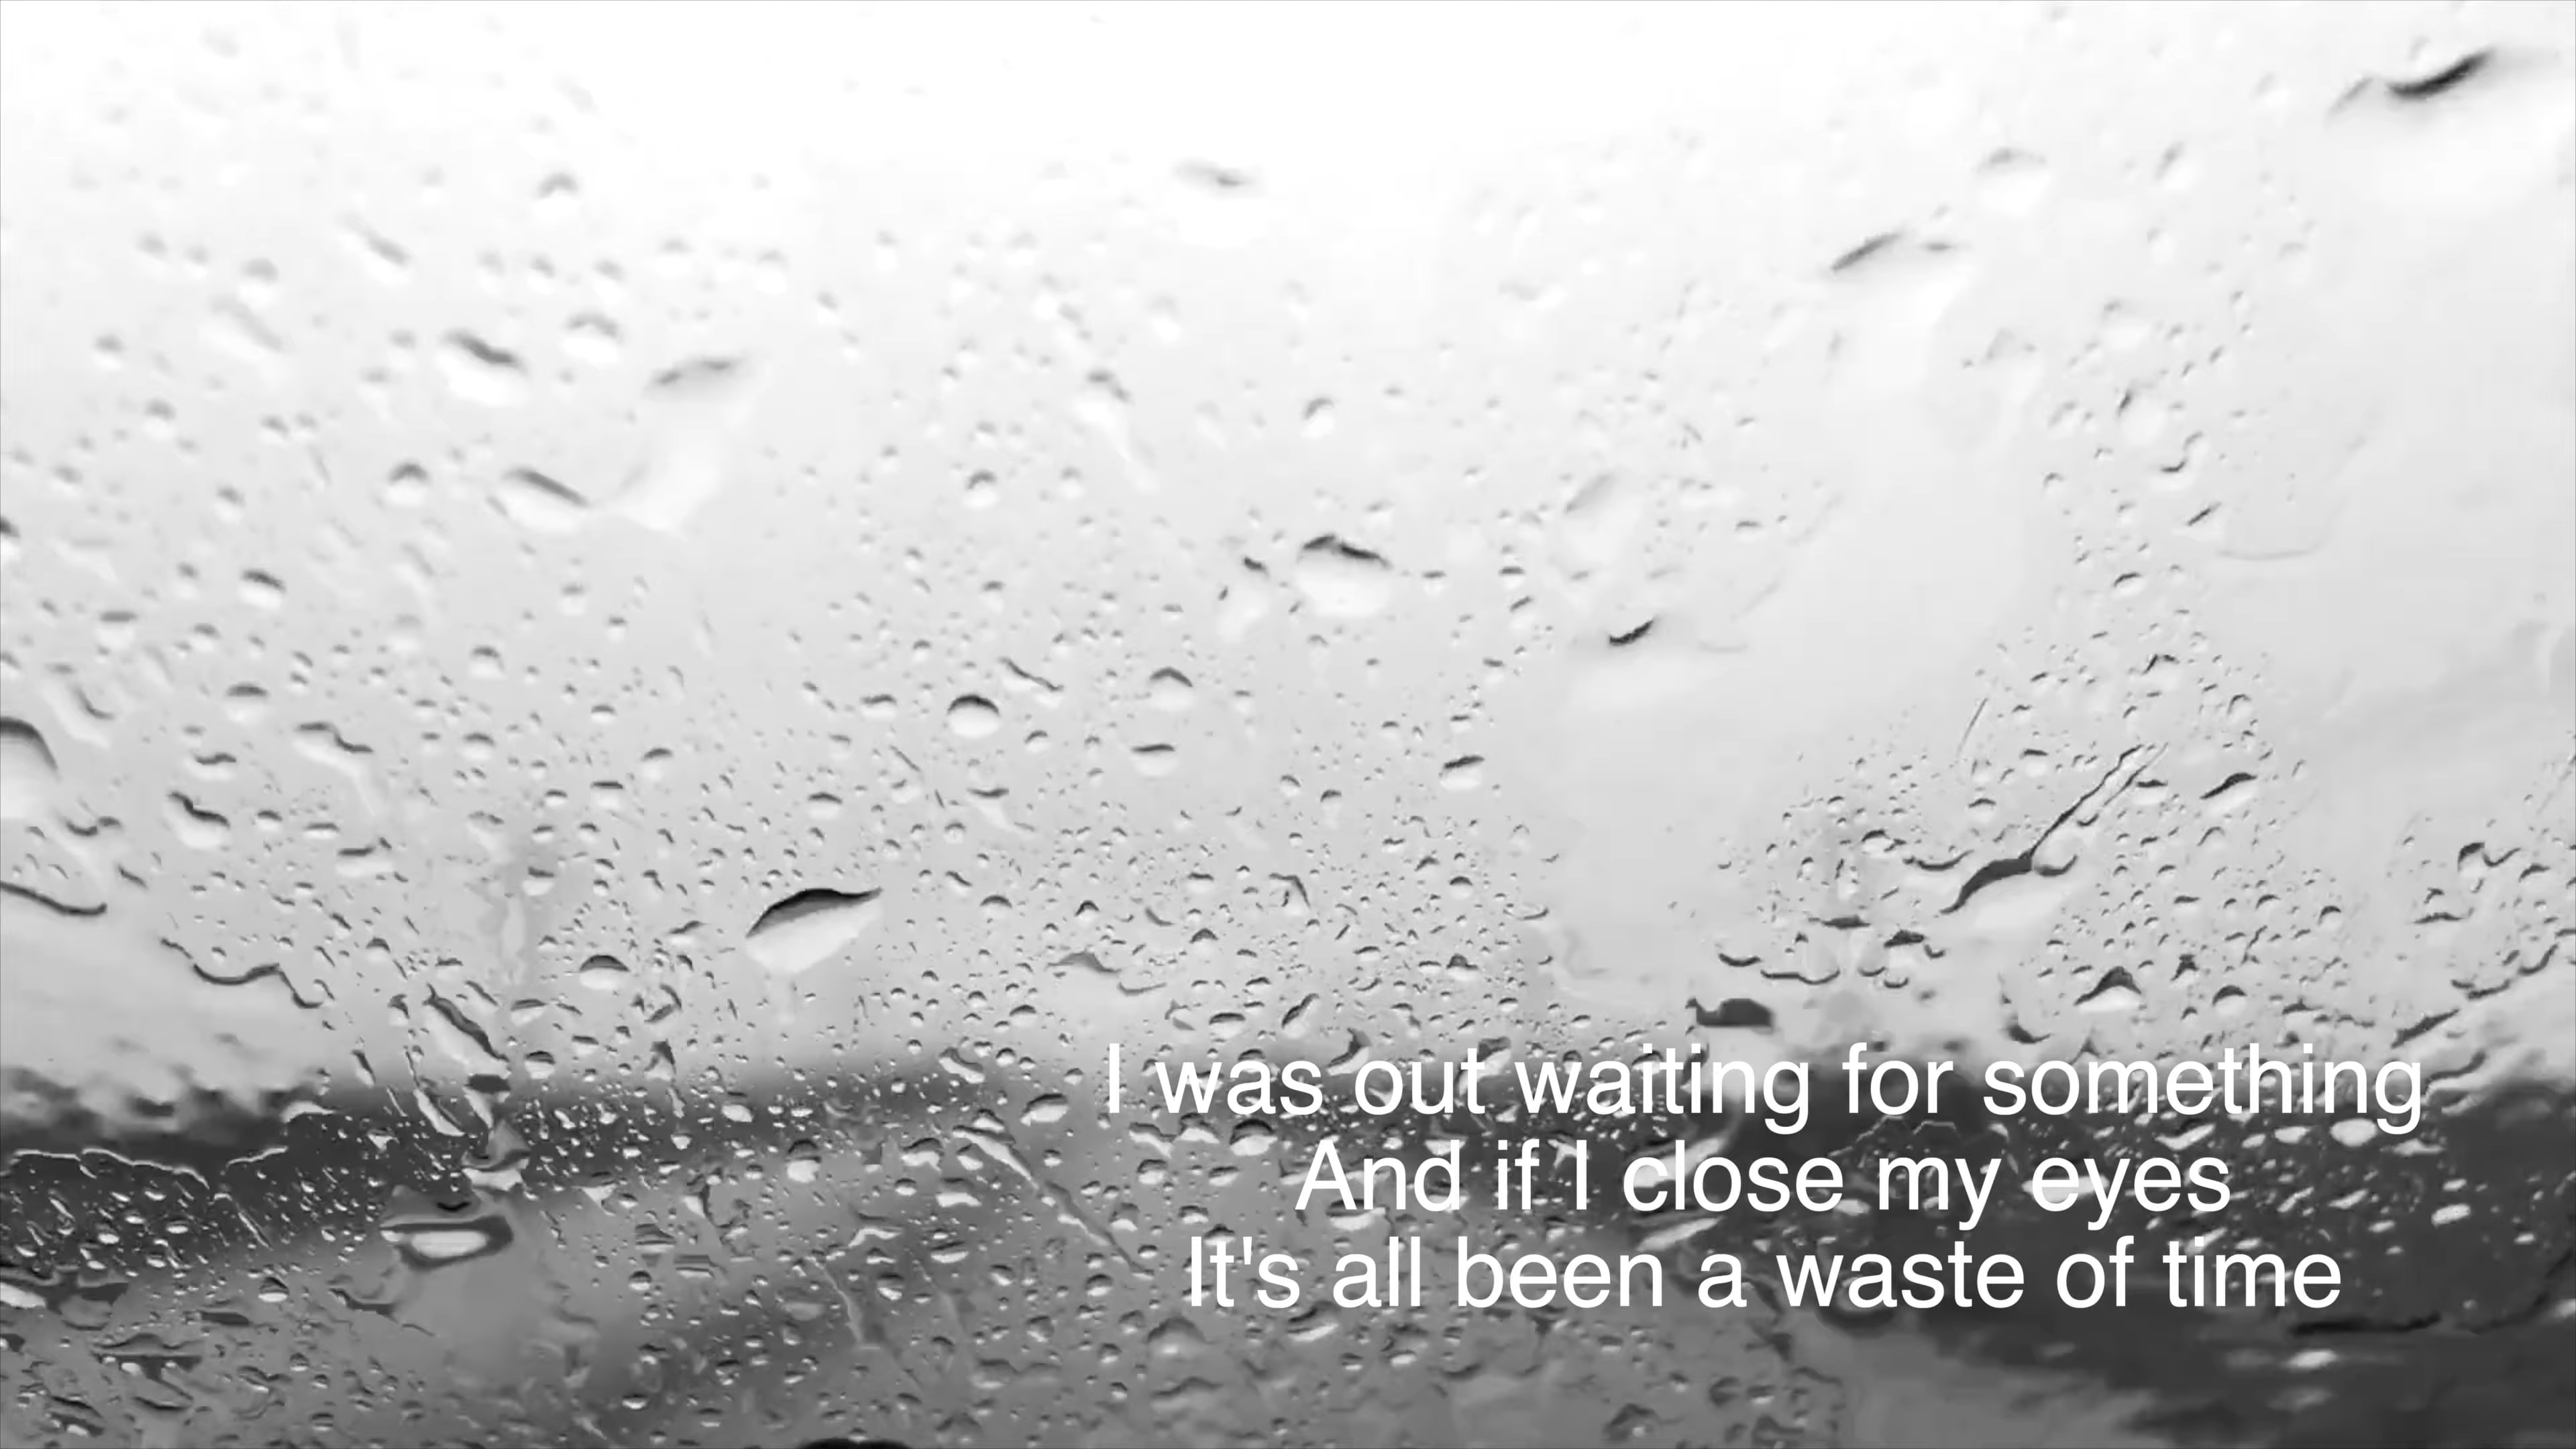 I was out waiting for something
And if I close my eyes
It's all been a waste of time